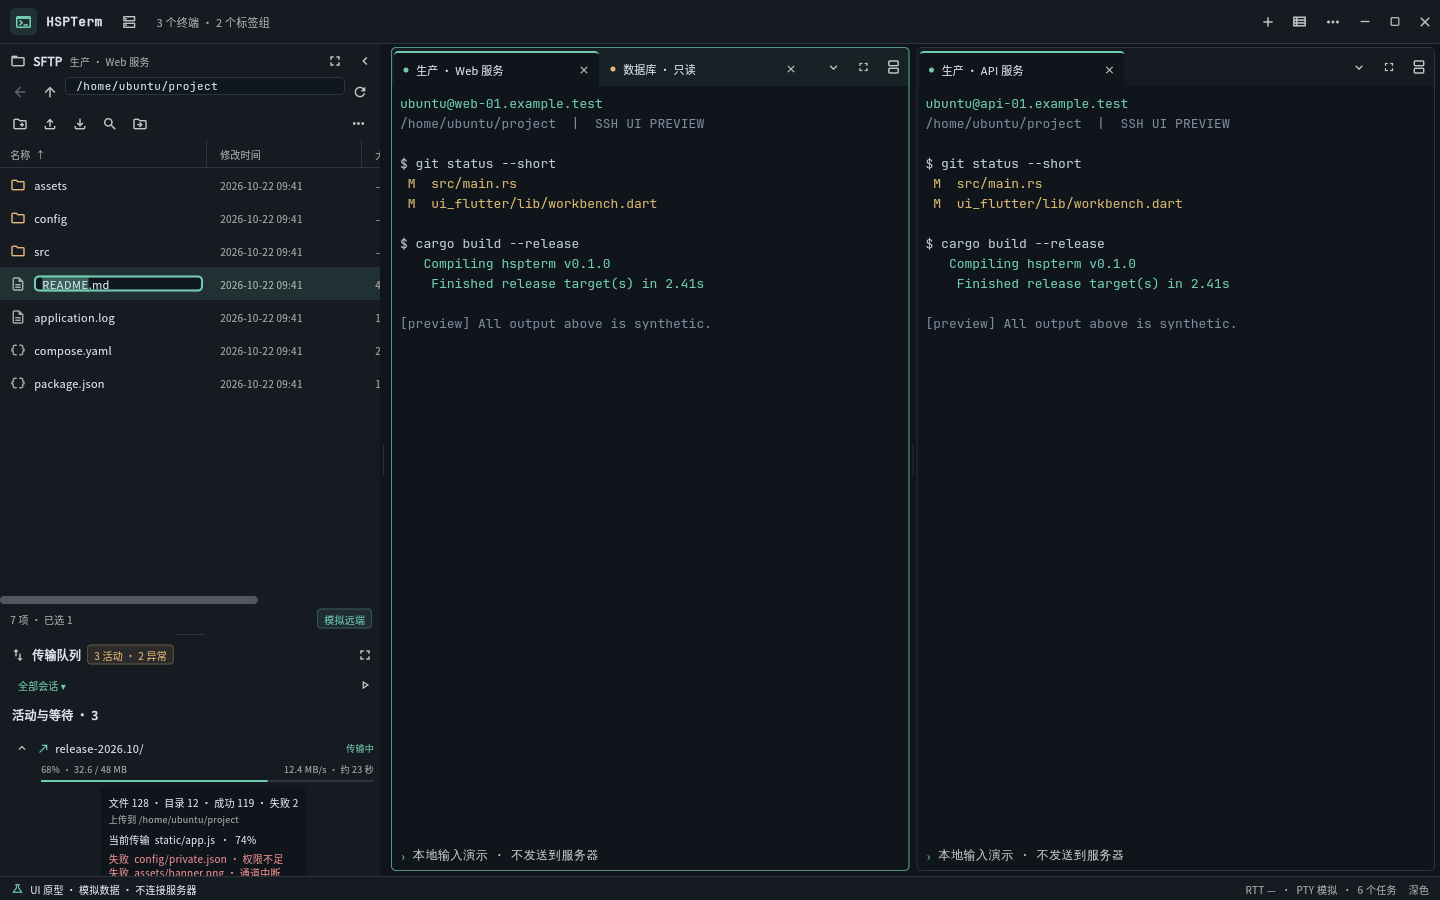 HSPTerm
3 个终端 · 2 个标签组
SFTP 生产 · Web 服务
/home/ubuntu/project
名称 ↑ 修改时间
assets 2026-10-22 09:41 –
config 2026-10-22 09:41 –
src 2026-10-22 09:41 –
README.md 2026-10-22 09:41 4
application.log 2026-10-22 09:41 1
compose.yaml 2026-10-22 09:41 2
package.json 2026-10-22 09:41 1
7 项 · 已选 1 模拟远端
传输队列 3 活动 · 2 异常
全部会话 ▾
活动与等待 · 3
release-2026.10/ 传输中
68% · 32.6 / 48 MB 12.4 MB/s · 约 23 秒
文件 128 · 目录 12 · 成功 119 · 失败 2
上传到 /home/ubuntu/project
当前传输 static/app.js · 74%
失败 config/private.json · 权限不足
失败 assets/banner.png · 通道中断
生产 · Web 服务
数据库 · 只读
ubuntu@web-01.example.test
/home/ubuntu/project | SSH UI PREVIEW
$ git status --short
M src/main.rs
M ui_flutter/lib/workbench.dart
$ cargo build --release
Compiling hspterm v0.1.0
Finished release target(s) in 2.41s
[preview] All output above is synthetic.
› 本地输入演示 · 不发送到服务器
生产 · API 服务
ubuntu@api-01.example.test
/home/ubuntu/project | SSH UI PREVIEW
$ git status --short
M src/main.rs
M ui_flutter/lib/workbench.dart
$ cargo build --release
Compiling hspterm v0.1.0
Finished release target(s) in 2.41s
[preview] All output above is synthetic.
› 本地输入演示 · 不发送到服务器
UI 原型 · 模拟数据 · 不连接服务器
RTT — · PTY 模拟 · 6 个任务 深色